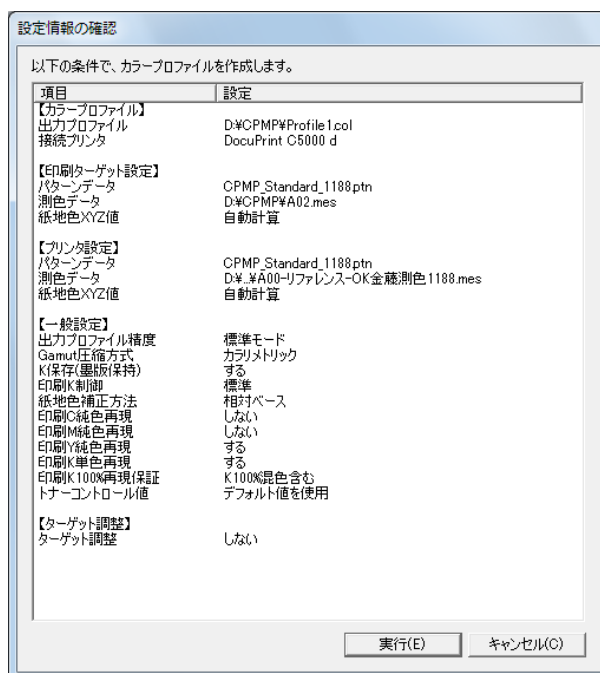 設定情報の確認
以下の条件で、カラープロファイルを作成します。
項目 設定
【カラープロファイル】
出力プロファイル D:¥CPMP¥Profile1.col
接続プリンタ DocuPrint C5000 d
【印刷ターゲット設定】
パターンデータ CPMP_Standard_1188.ptn
測色データ D:¥CPMP¥A02.mes
紙地色XYZ値 自動計算
【プリンタ設定】
パターンデータ CPMP_Standard_1188.ptn
測色データ D:¥...¥A00-リファレンス-OK金藤測色1188.mes
紙地色XYZ値 自動計算
【一般設定】
出力プロファイル精度 標準モード
Gamut圧縮方式 カラリメトリック
K保存(墨版保持) する
印刷K制御 標準
紙地色補正方法 相対ベース
印刷C純色再現 しない
印刷M純色再現 しない
印刷Y純色再現 する
印刷K単色再現 する
印刷K100%再現保証 K100%混色含む
トナーコントロール値 デフォルト値を使用
【ターゲット調整】
ターゲット調整 しない
実行(E) キャンセル(C)